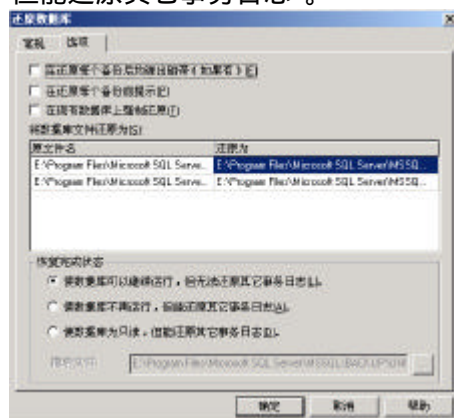 但能还原其它事务日志"。
还原数据库
常规 选项
在还原每个备份后均弹出磁带(如果有)(E)
在还原每个备份前提示(P)
在现有数据库上强制还原(F)
将数据库文件还原为(S)
原文件名 还原为
E:\Program Files\Microsoft SQL Serve... E:\Program Files\Microsoft SQL Server\MSSQ...
E:\Program Files\Microsoft SQL Serve... E:\Program Files\Microsoft SQL Server\MSSQ...
恢复完成状态
使数据库可以继续运行,但无法还原其它事务日志(L)。
使数据库不再运行,但能还原其它事务日志(A)。
使数据库为只读,但能还原其它事务日志(D)。
撤消文件 E:\Program Files\Microsoft SQL Server\MSSQL\BACKUP\
确定 取消 帮助